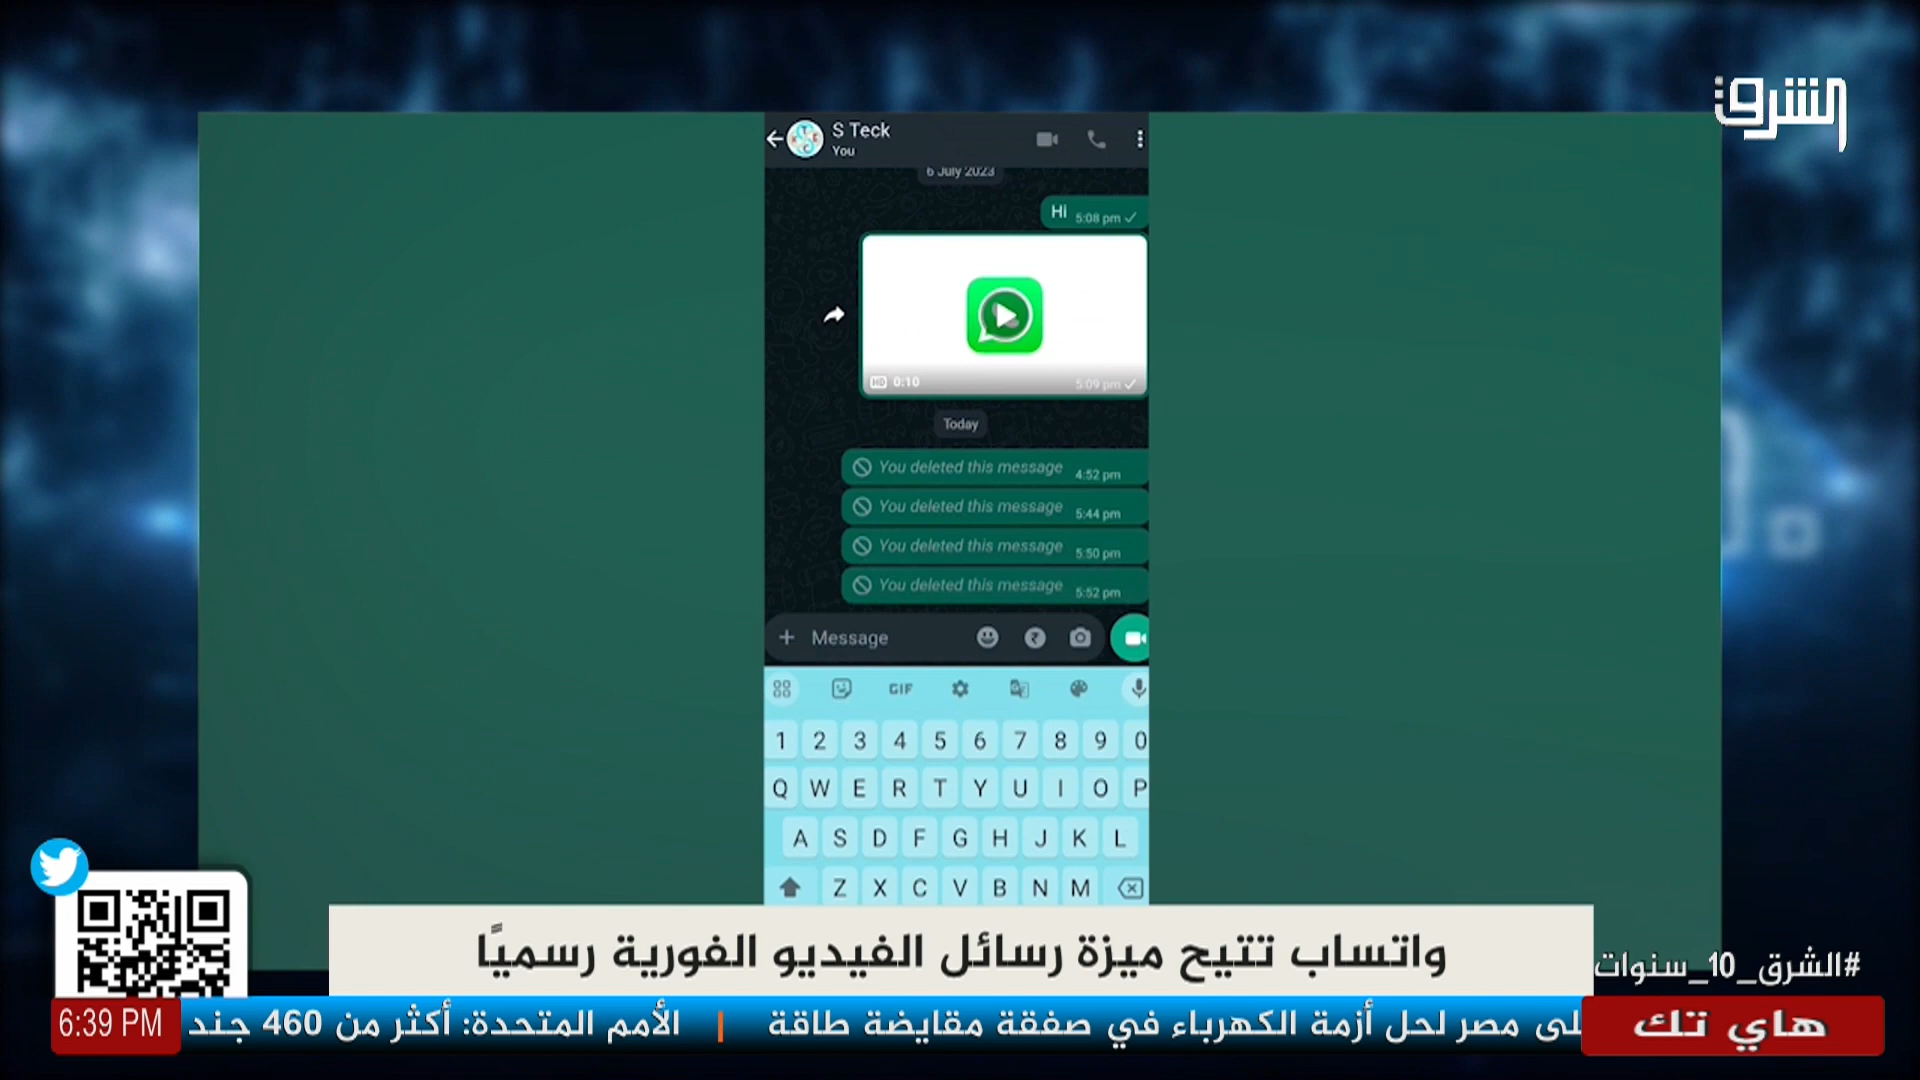 الشرق
S Teck
You
6 July 2023
Hi 5:08 pm
HD 0:10 5:09 pm
Today
You deleted this message 4:52 pm
You deleted this message 5:44 pm
You deleted this message 5:50 pm
You deleted this message 5:52 pm
Message
GIF
1 2 3 4 5 6 7 8 9 0
Q W E R T Y U I O P
A S D F G H J K L
Z X C V B N M
واتساب تتيح ميزة رسائل الفيديو الفورية رسميًا
#الشرق_10_سنوات
هاي تك
لى مصر لحل أزمة الكهرباء في صفقة مقايضة طاقة | الأمم المتحدة: أكثر من 460 جند
6:39 PM